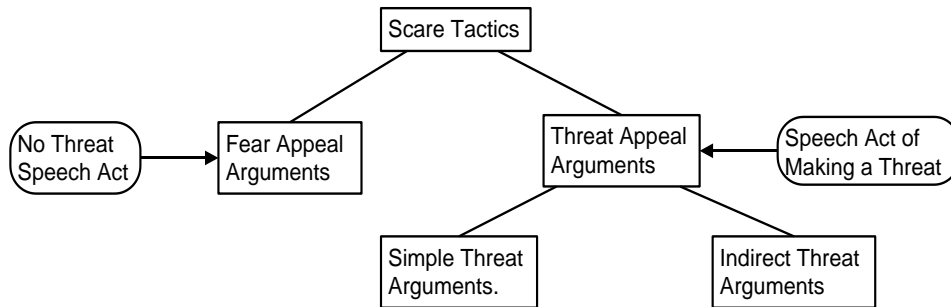 Scare Tactics
No Threat
Speech Act
Fear Appeal
Arguments
Threat Appeal
Arguments
Speech Act of
Making a Threat
Simple Threat
Arguments.
Indirect Threat
Arguments